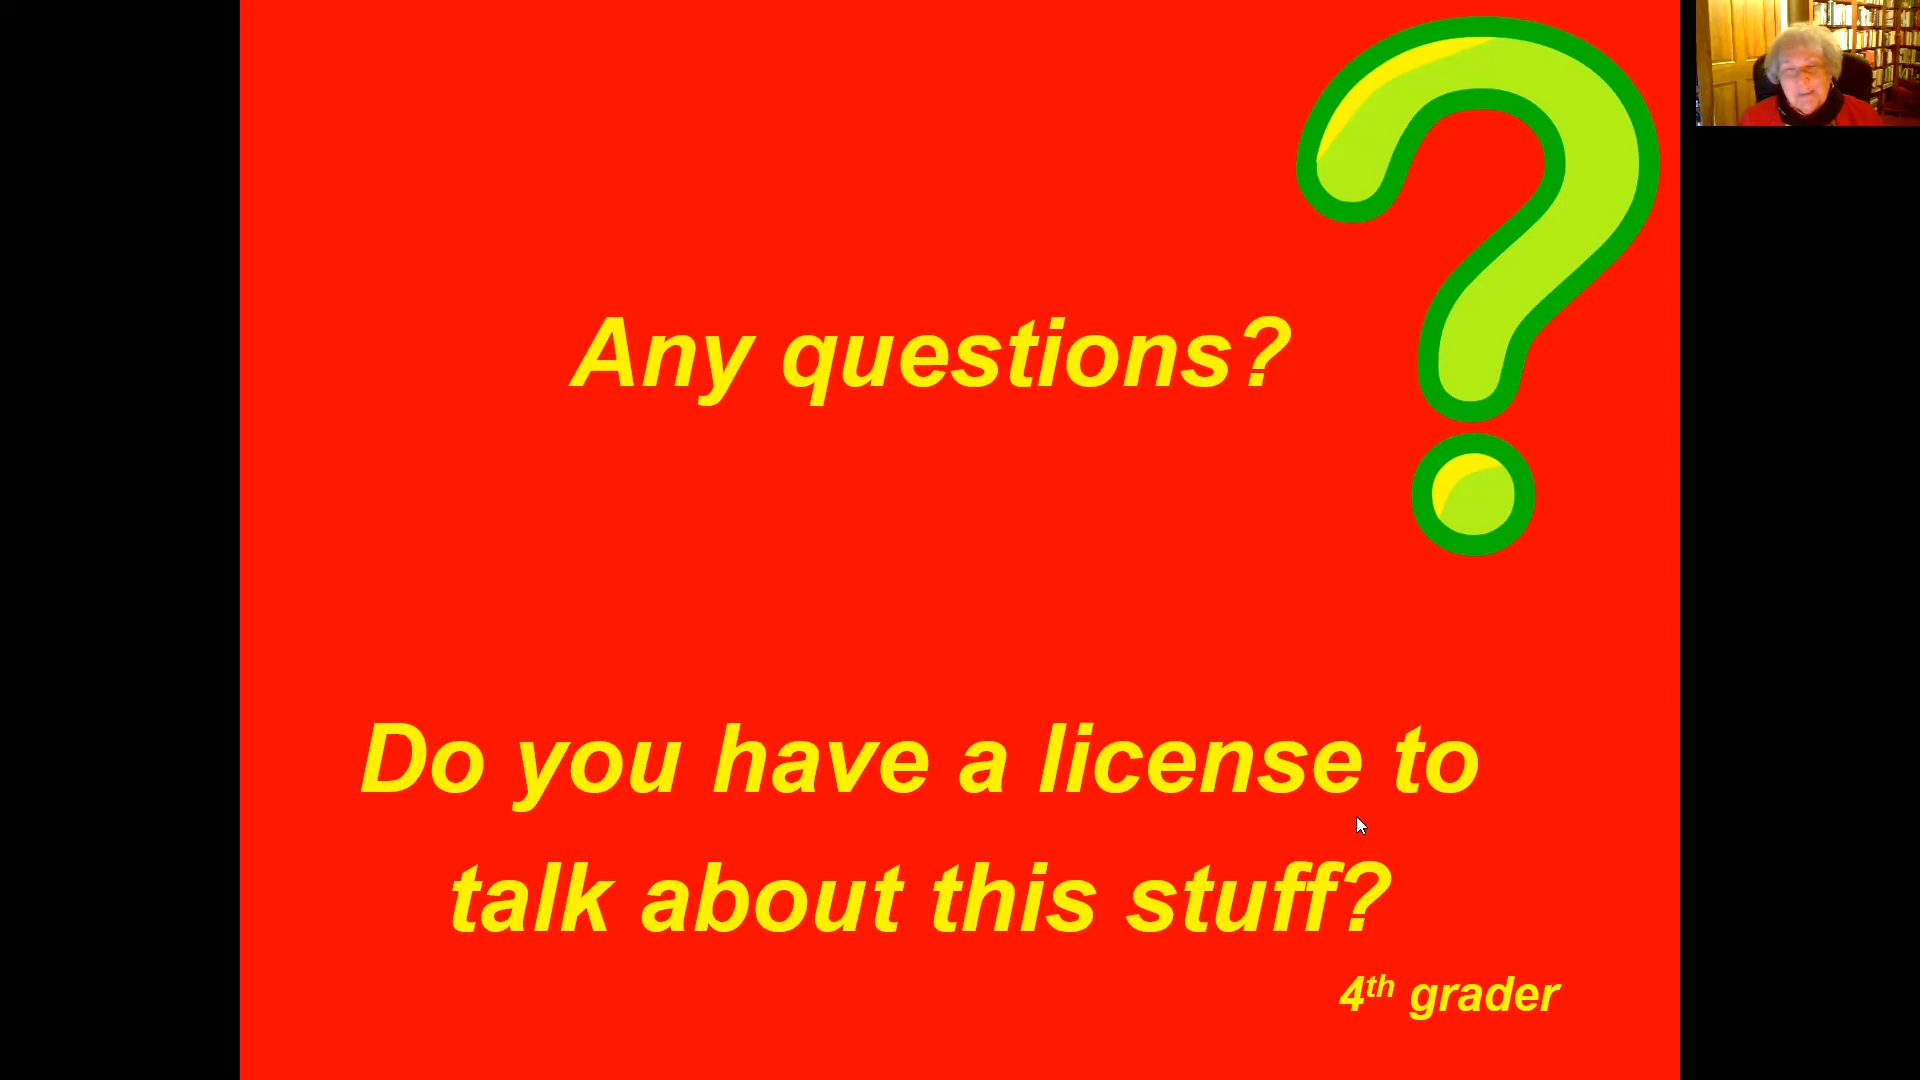 Any questions?
Do you have a license to
talk about this stuff?
4th grader